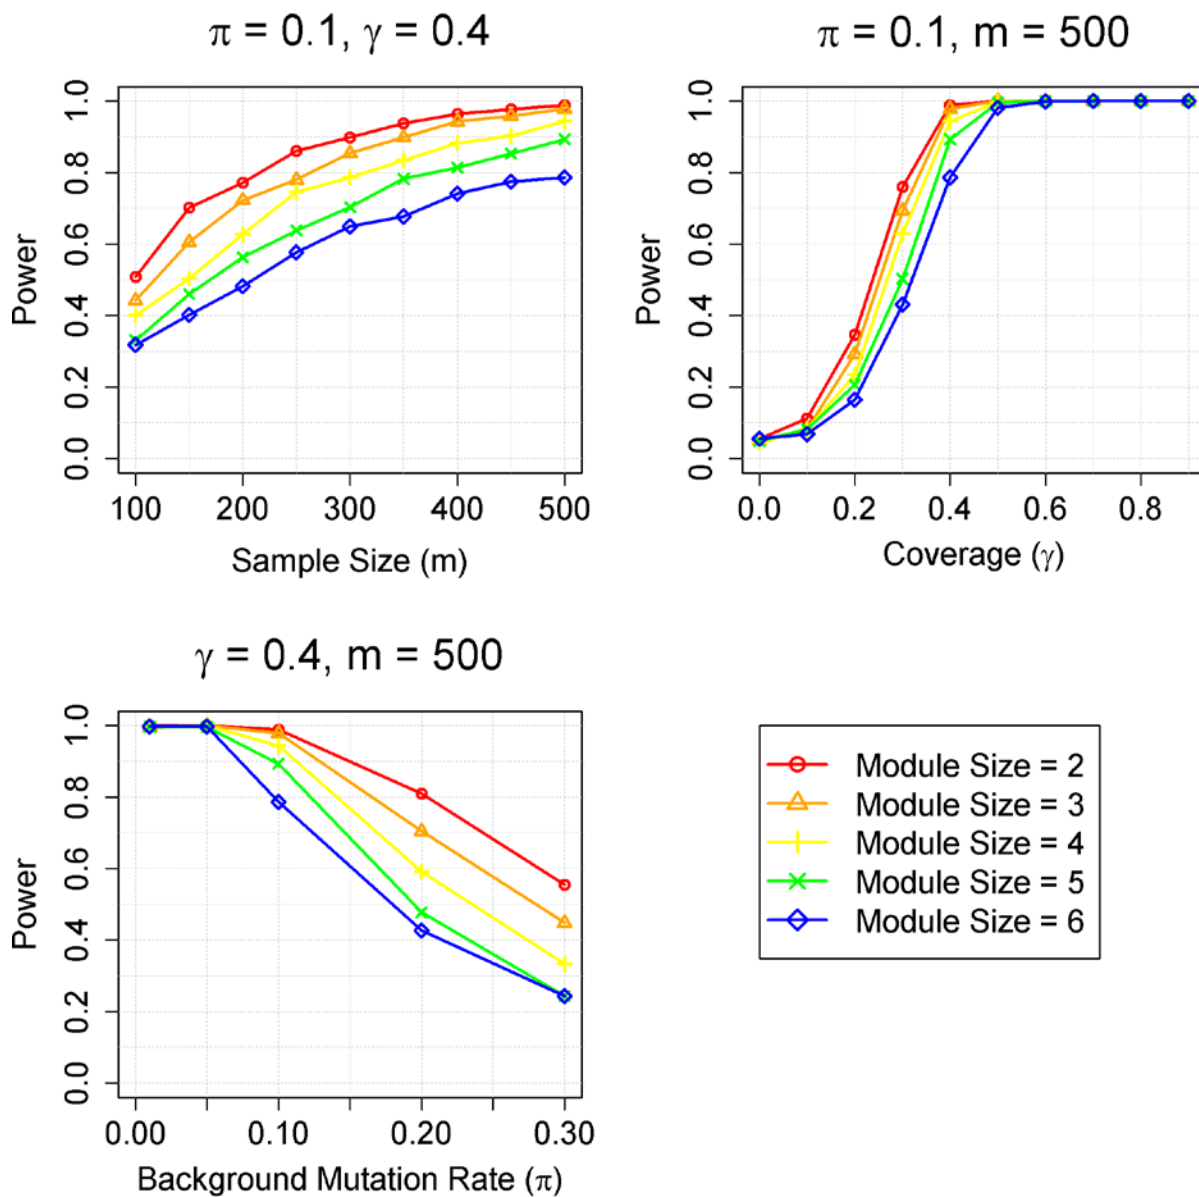 π = 0.1, γ = 0.4
Power
0.0 0.2 0.4 0.6 0.8 1.0
100 200 300 400 500
Sample Size (m)
π = 0.1, m = 500
Power
0.0 0.2 0.4 0.6 0.8 1.0
0.0 0.2 0.4 0.6 0.8
Coverage (γ)
γ = 0.4, m = 500
Power
0.0 0.2 0.4 0.6 0.8 1.0
0.00 0.10 0.20 0.30
Background Mutation Rate (π)
Module Size = 2
Module Size = 3
Module Size = 4
Module Size = 5
Module Size = 6